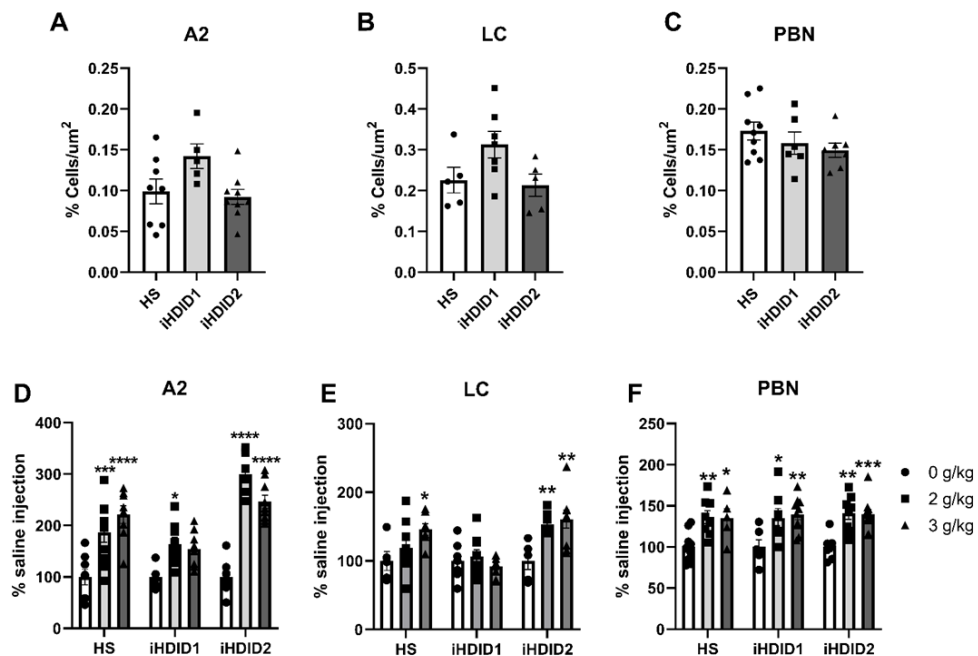 A
A2
% Cells/um²
0.25
0.20
0.15
0.10
0.05
0.00
HS
iHDID1
iHDID2
B
LC
% Cells/um²
0.5
0.4
0.3
0.2
0.1
0.0
HS
iHDID1
iHDID2
C
PBN
% Cells/um²
0.25
0.20
0.15
0.10
0.05
0.00
HS
iHDID1
iHDID2
D
A2
% saline injection
400
300
200
100
0
***
****
*
****
****
HS
iHDID1
iHDID2
E
LC
% saline injection
300
200
100
0
*
**
**
HS
iHDID1
iHDID2
F
PBN
% saline injection
250
200
150
100
50
0
**
*
*
**
**
***
HS
iHDID1
iHDID2
0 g/kg
2 g/kg
3 g/kg